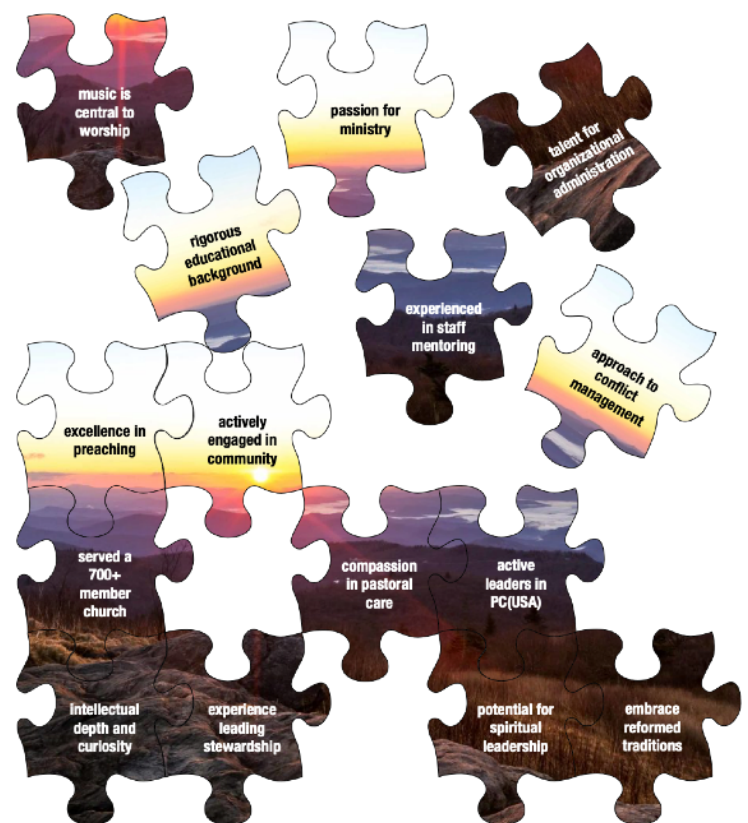 music is
central to
worship
passion for
ministry
talent for
organizational
administration
rigorous
educational
background
experienced
in staff
mentoring
approach to
conflict
management
excellence in
preaching
actively
engaged in
community
served a
700+
member
church
compassion
in pastoral
care
active
leaders in
PC(USA)
intellectual
depth and
curiosity
experience
leading
stewardship
potential for
spiritual
leadership
embrace
reformed
traditions